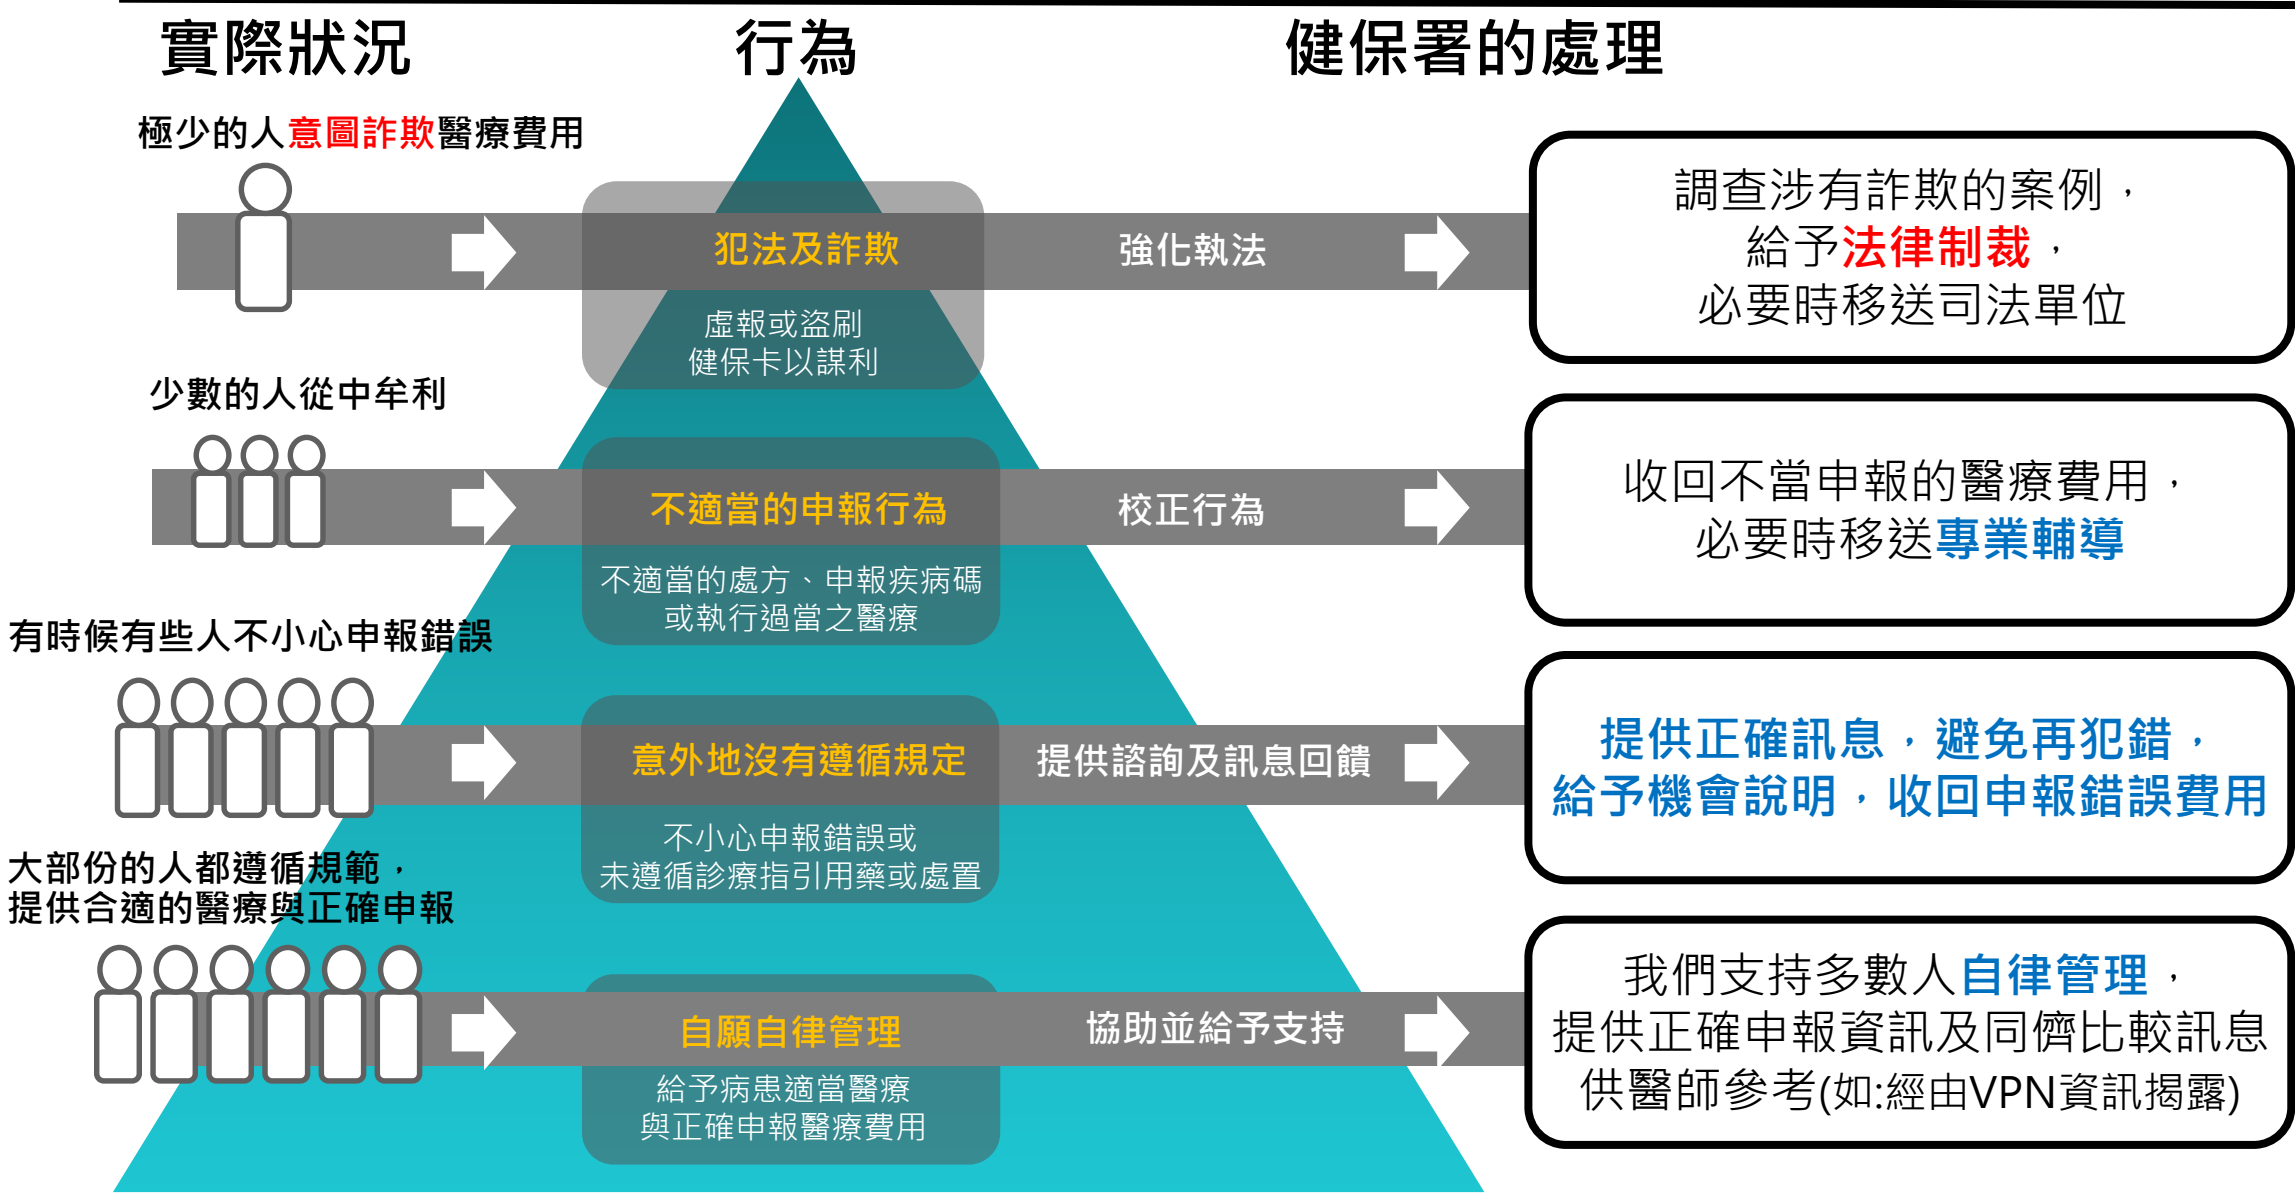 實際狀況
行為
健保署的處理
極少的人意圖詐欺醫療費用
犯法及詐欺
虛報或盜刷
健保卡以謀利
強化執法
調查涉有詐欺的案例，
給予法律制裁，
必要時移送司法單位
少數的人從中牟利
不適當的申報行為
不適當的處方、申報疾病碼
或執行過當之醫療
校正行為
收回不當申報的醫療費用，
必要時移送專業輔導
有時候有些人不小心申報錯誤
意外地沒有遵循規定
不小心申報錯誤或
未遵循診療指引用藥或處置
提供諮詢及訊息回饋
提供正確訊息，避免再犯錯，
給予機會說明，收回申報錯誤費用
大部份的人都遵循規範，
提供合適的醫療與正確申報
自願自律管理
給予病患適當醫療
與正確申報醫療費用
協助並給予支持
我們支持多數人自律管理，
提供正確申報資訊及同儕比較訊息
供醫師參考(如:經由VPN資訊揭露)